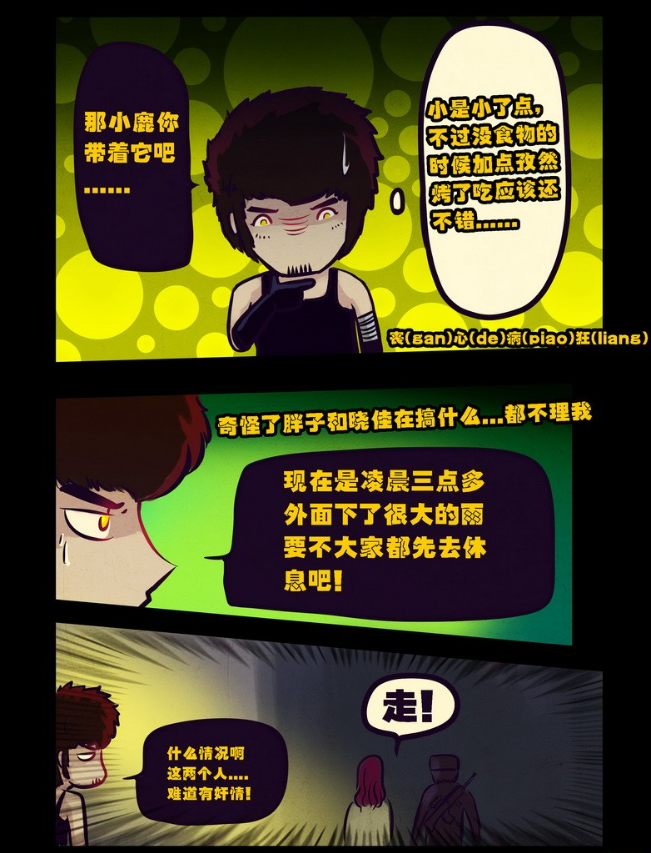 那小鹿你
带着它吧
……
小是小了点，
不过没食物的
时候加点孜然
烤了吃应该还
不错……
丧(gan)心(de)病(piao)狂(liang)
奇怪了胖子和晓佳在搞什么...都不理我
现在是凌晨三点多
外面下了很大的雨
要不大家都先去休
息吧！
走！
什么情况啊
这两个人....
难道有奸情！